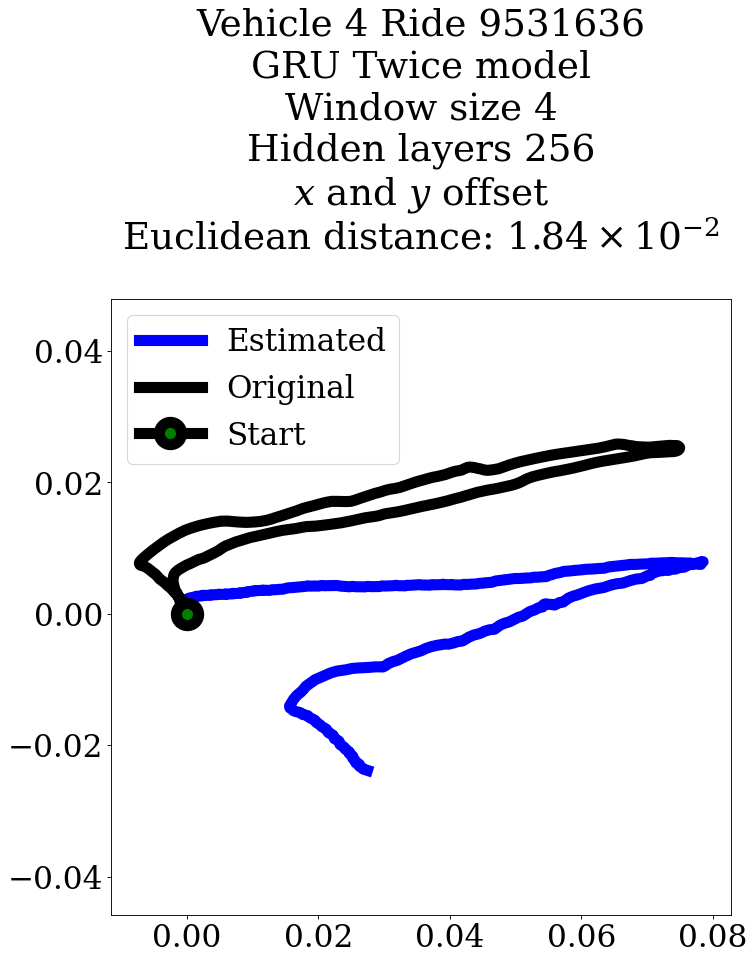 Vehicle 4 Ride 9531636
GRU Twice model
Window size 4
Hidden layers 256
x and y offset
Euclidean distance: 1.84 × 10⁻²
Estimated
Original
Start
0.04
0.02
0.00
−0.02
−0.04
0.00 0.02 0.04 0.06 0.08